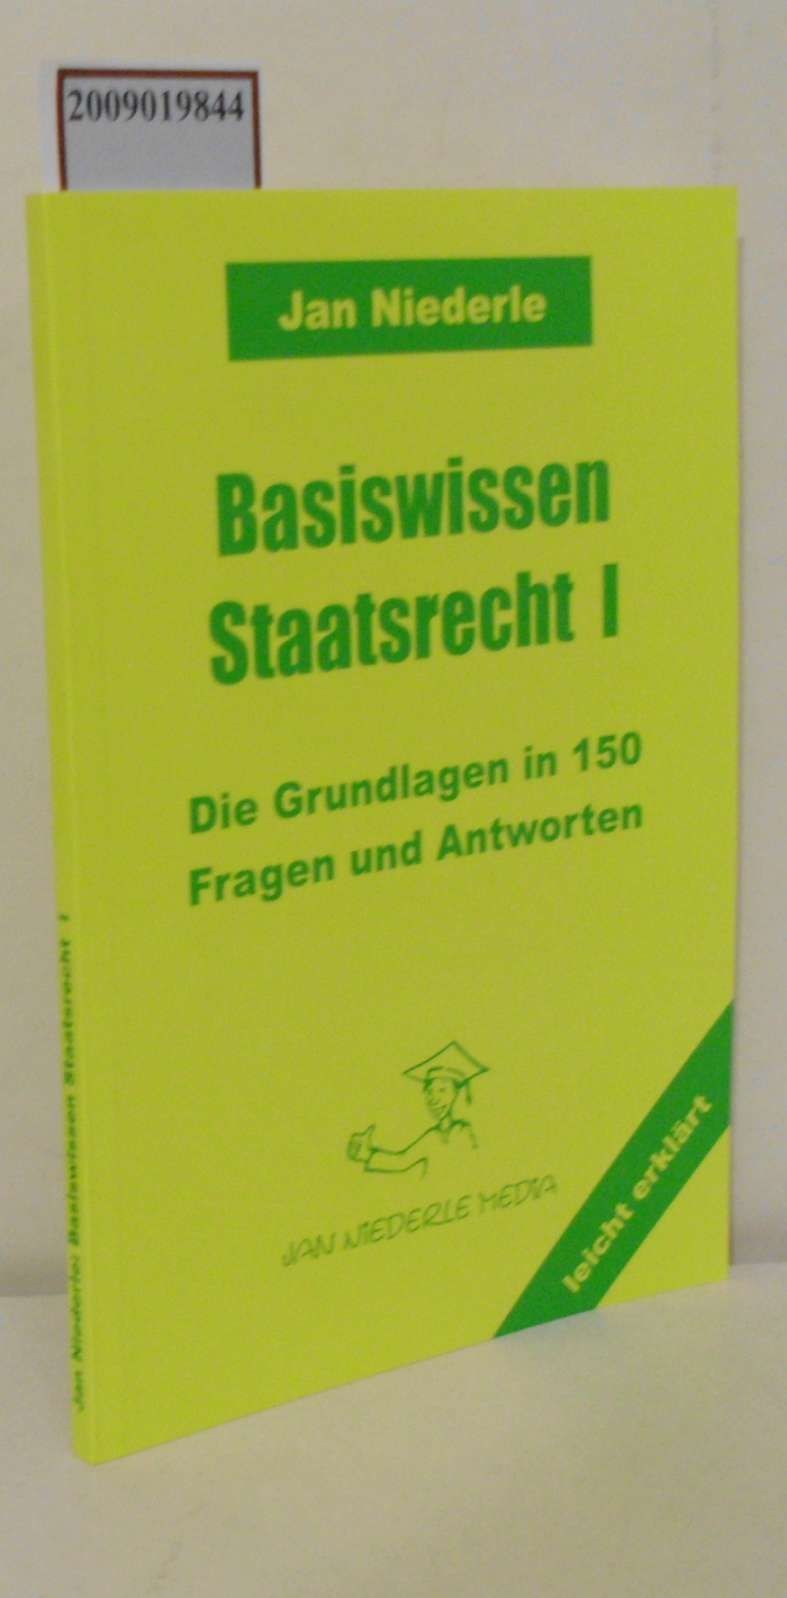 2009019844
Jan Niederle
Basiswissen
Staatsrecht I
Die Grundlagen in 150
Fragen und Antworten
JAN NIEDERLE MEDIA
leicht erklärt
Jan Niederle: Basiswissen Staatsrecht I